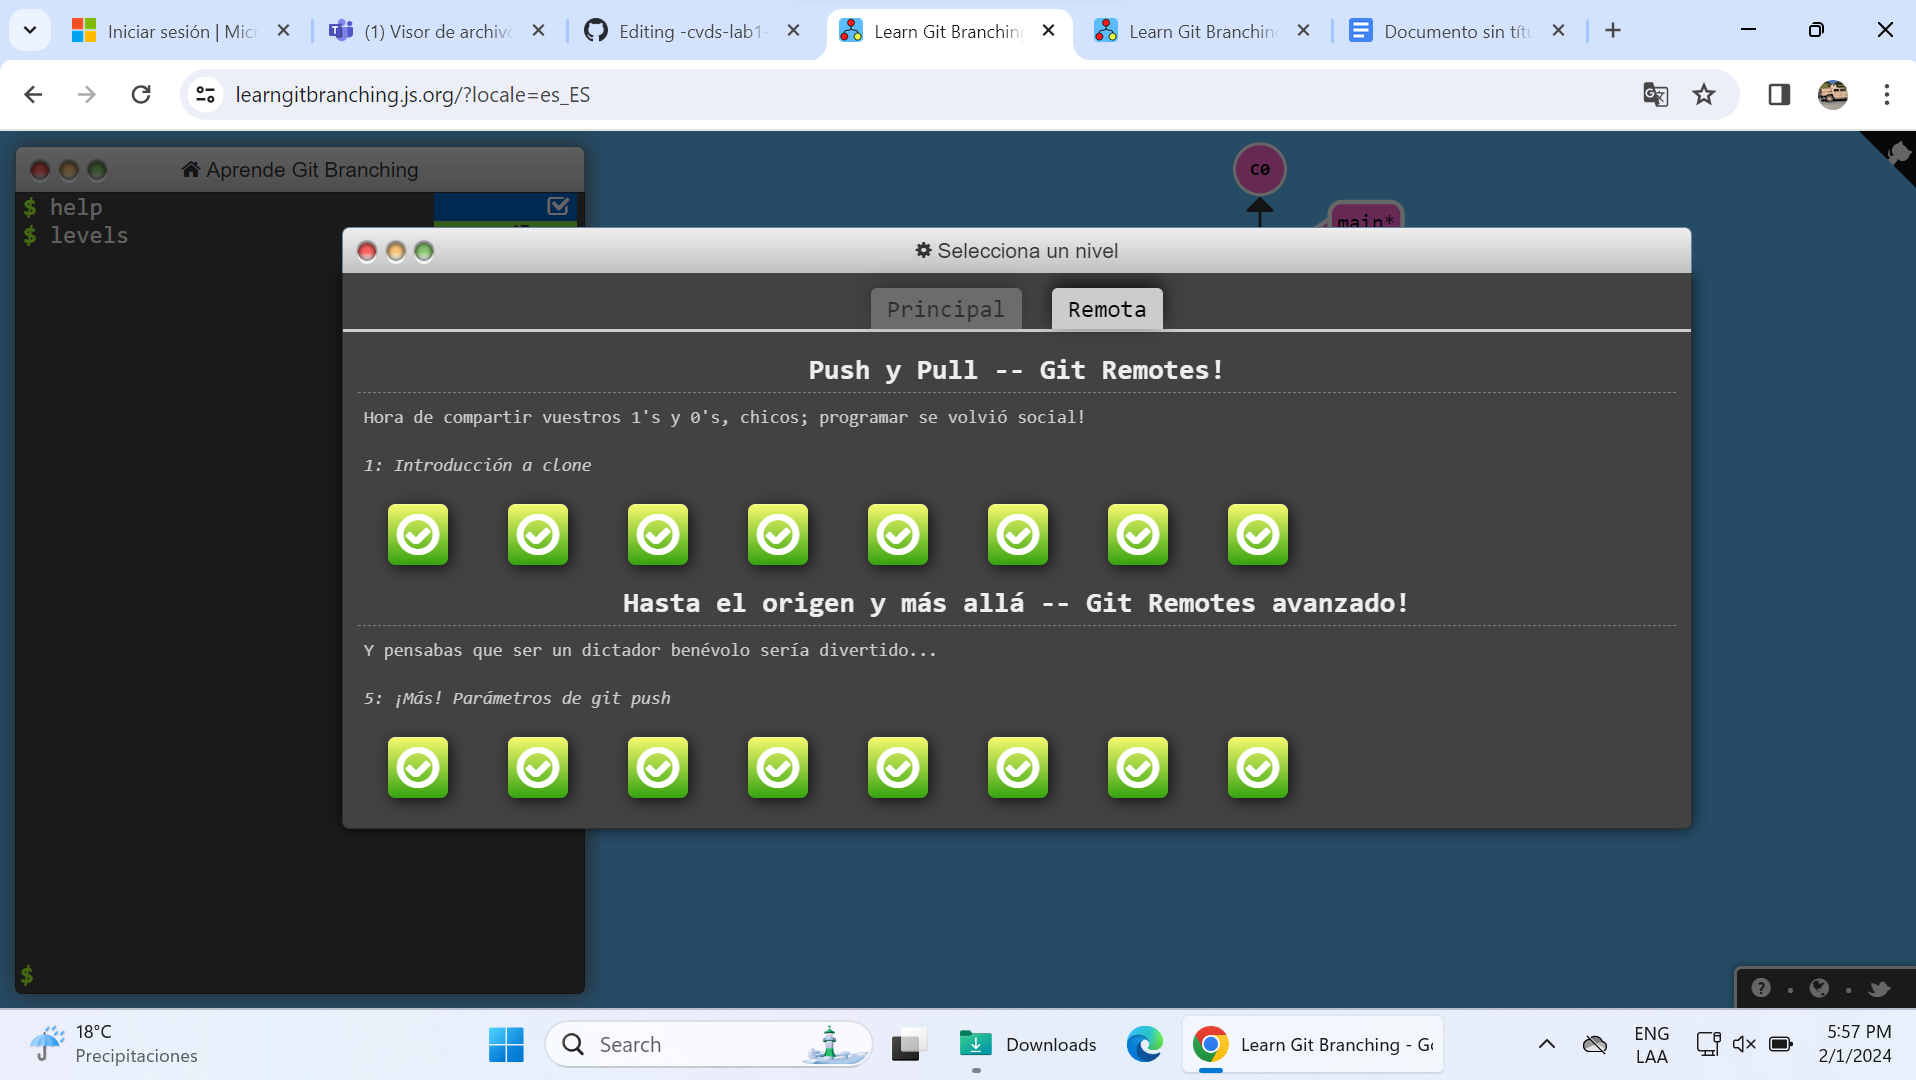 Iniciar sesión | Mic
(1) Visor de archivo
Editing -cvds-lab1-
Learn Git Branchin
Learn Git Branchin
Documento sin títu
learngitbranching.js.org/?locale=es_ES
Aprende Git Branching
$ help
$ levels
$
C0
main*
Selecciona un nivel
Principal
Remota
Push y Pull -- Git Remotes!
Hora de compartir vuestros 1's y 0's, chicos; programar se volvió social!
1: Introducción a clone
Hasta el origen y más allá -- Git Remotes avanzado!
Y pensabas que ser un dictador benévolo sería divertido...
5: ¡Más! Parámetros de git push
18°C
Precipitaciones
Search
Downloads
Learn Git Branching - Go
ENG
LAA
5:57 PM
2/1/2024